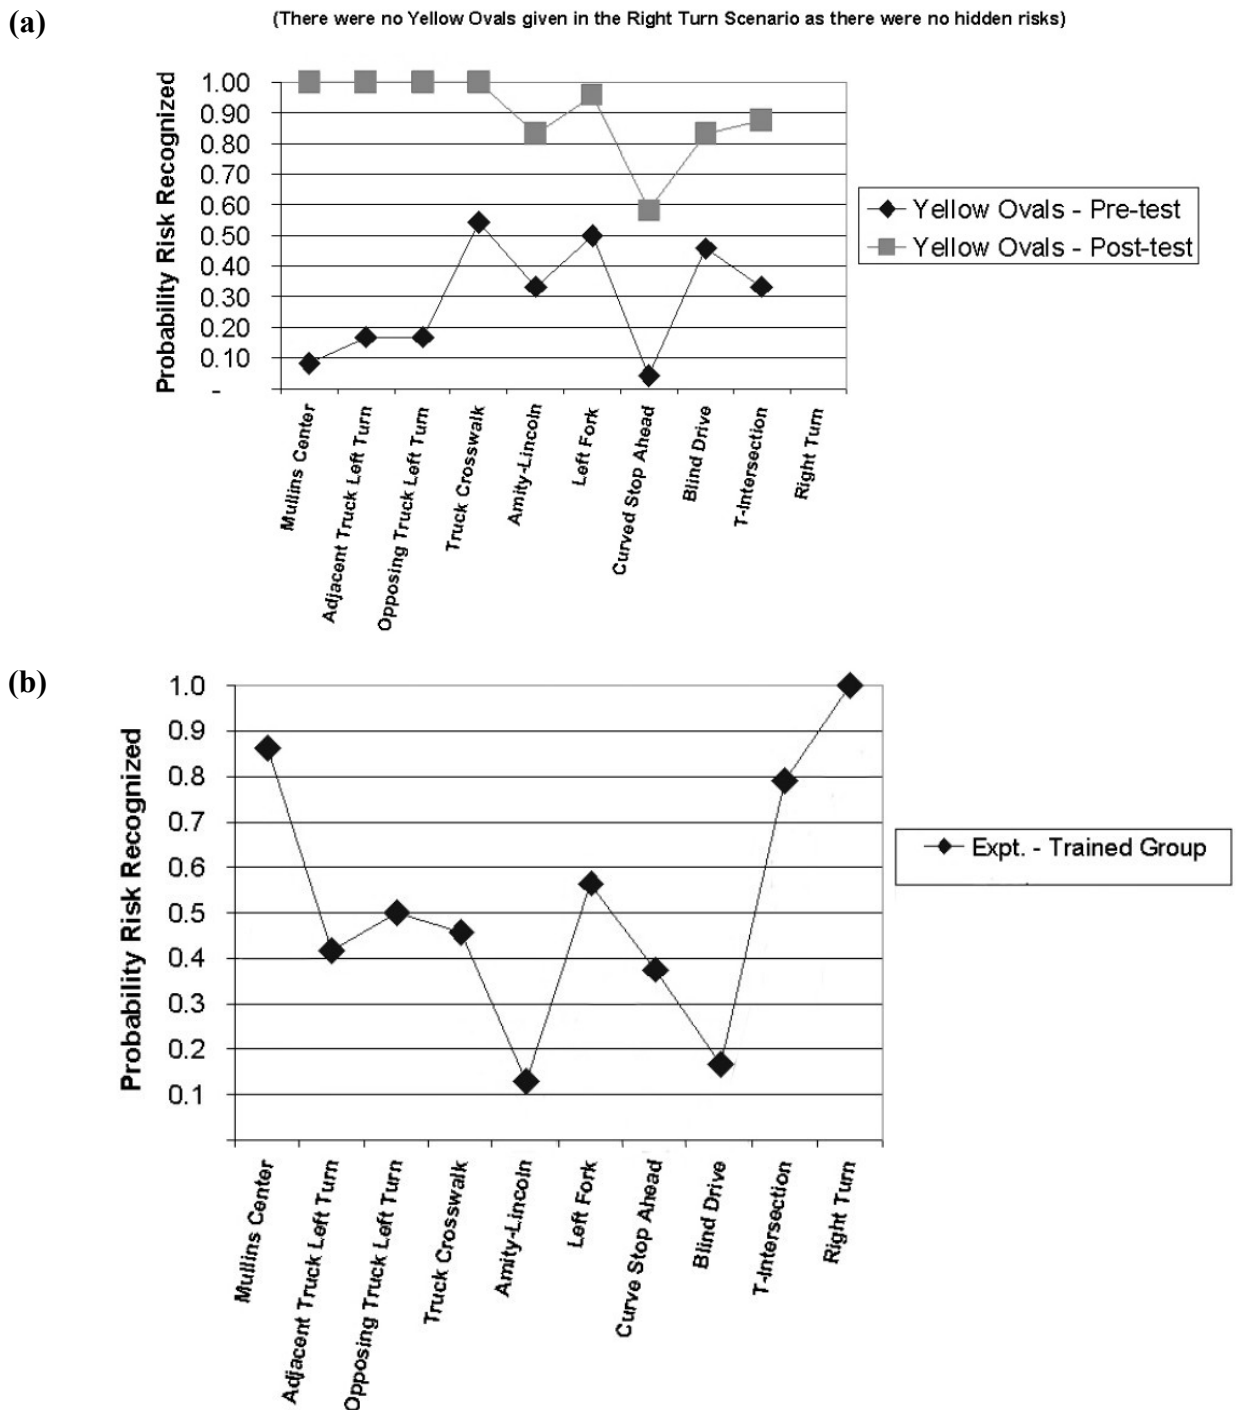 (a)
(There were no Yellow Ovals given in the Right Turn Scenario as there were no hidden risks)
Probability Risk Recognized
1.00
0.90
0.80
0.70
0.60
0.50
0.40
0.30
0.20
0.10
-
Mullins Center
Adjacent Truck Left Turn
Opposing Truck Left Turn
Truck Crosswalk
Amity-Lincoln
Left Fork
Curved Stop Ahead
Blind Drive
T-Intersection
Right Turn
Yellow Ovals - Pre-test
Yellow Ovals - Post-test
(b)
Probability Risk Recognized
1.0
0.9
0.8
0.7
0.6
0.5
0.4
0.3
0.2
0.1
Mullins Center
Adjacent Truck Left Turn
Opposing Truck Left Turn
Truck Crosswalk
Amity-Lincoln
Left Fork
Curve Stop Ahead
Blind Drive
T-Intersection
Right Turn
Expt. - Trained Group